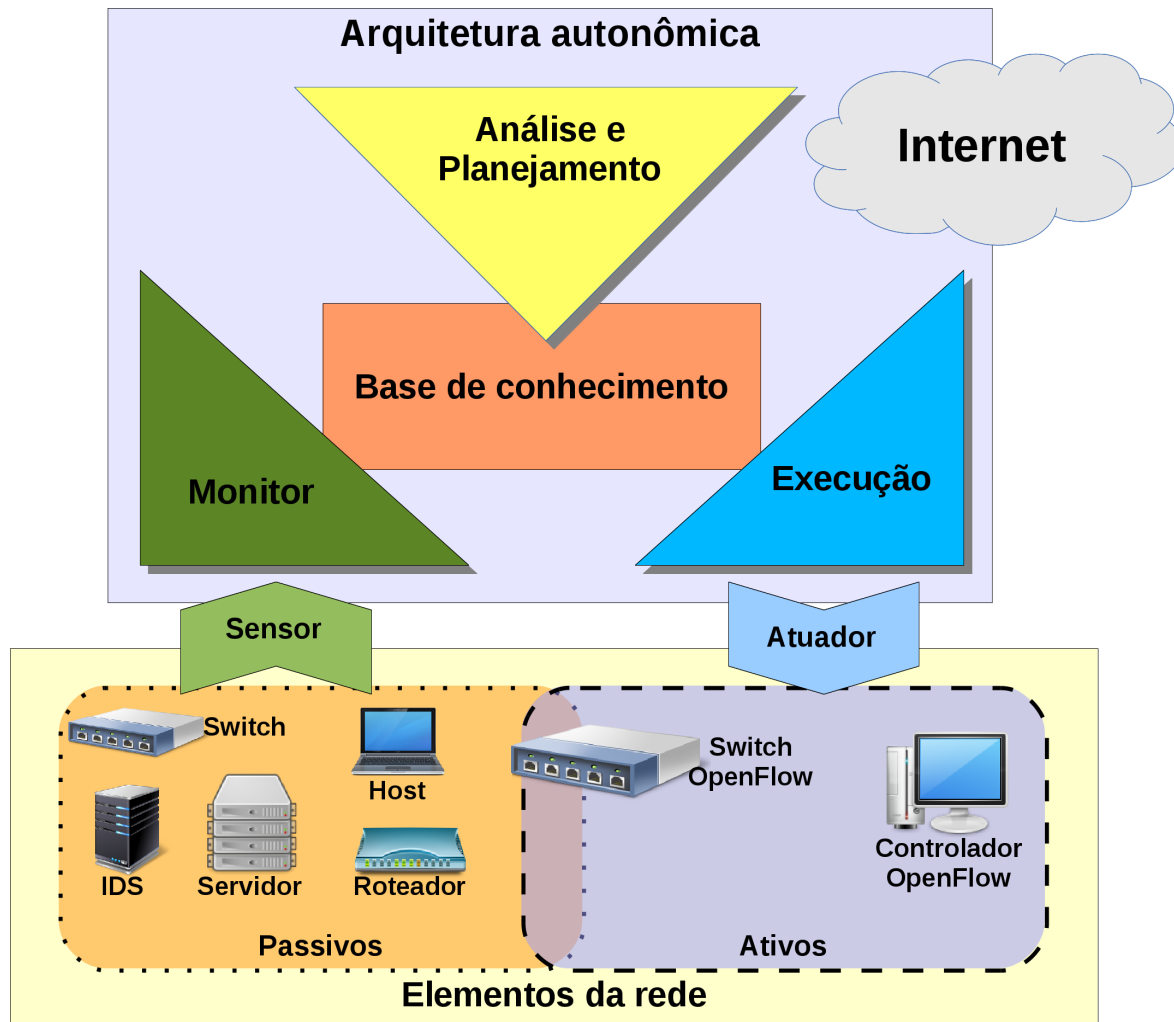 Arquitetura autonômica
Análise e
Planejamento
Internet
Base de conhecimento
Monitor
Execução
Sensor
Atuador
Switch
Host
IDS
Servidor
Roteador
Passivos
Switch
OpenFlow
Controlador
OpenFlow
Ativos
Elementos da rede